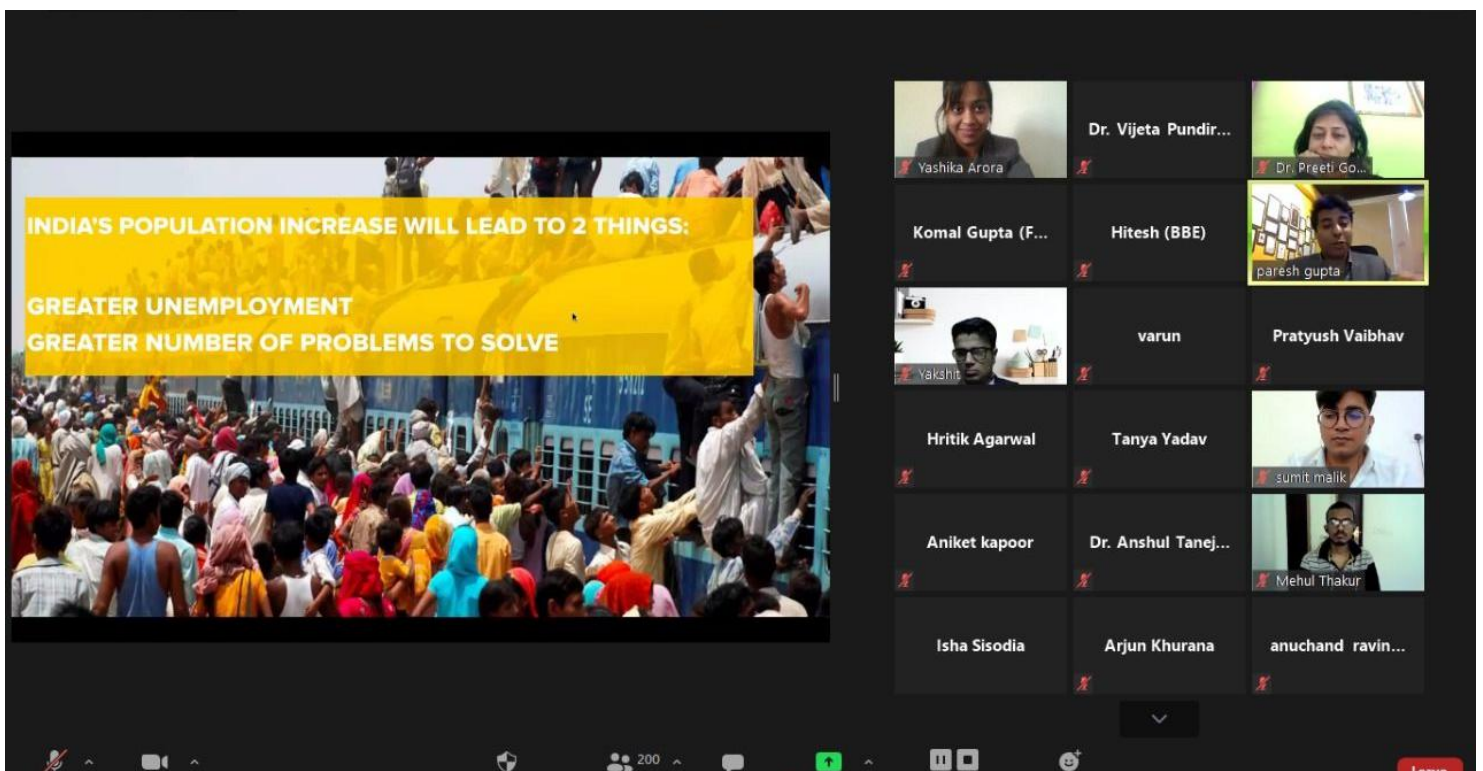 INDIA'S POPULATION INCREASE WILL LEAD TO 2 THINGS:
GREATER UNEMPLOYMENT
GREATER NUMBER OF PROBLEMS TO SOLVE
Yashika Arora
Dr. Vijeta Pundir...
Dr. Preeti Go...
Komal Gupta (F...
Hitesh (BBE)
paresh gupta
Yakshit
varun
Pratyush Vaibhav
Hritik Agarwal
Tanya Yadav
sumit malik
Aniket kapoor
Dr. Anshul Tanej...
Mehul Thakur
Isha Sisodia
Arjun Khurana
anuchand ravin...
200
Leave